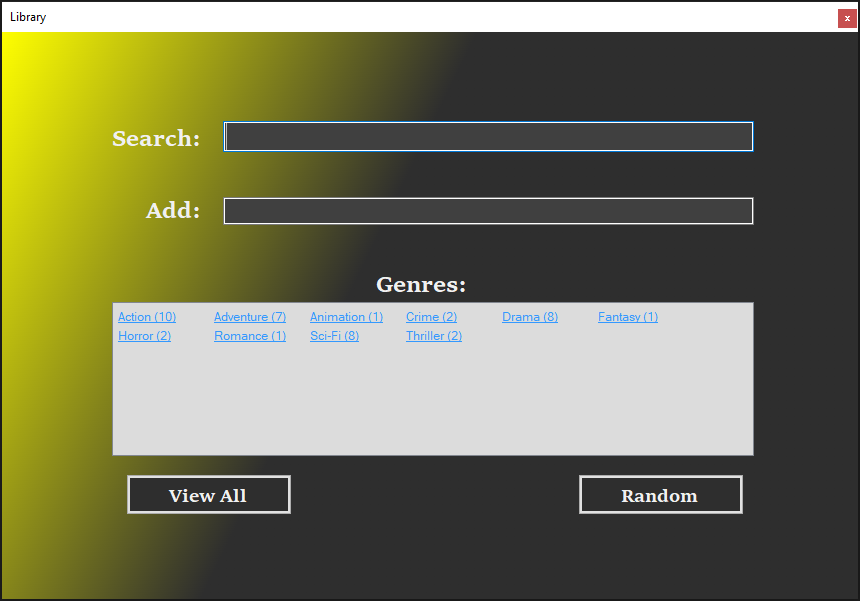 Library x
Search:
Add:
Genres:
Action (10) Adventure (7) Animation (1) Crime (2) Drama (8) Fantasy (1)
Horror (2) Romance (1) Sci-Fi (8) Thriller (2)
View All Random